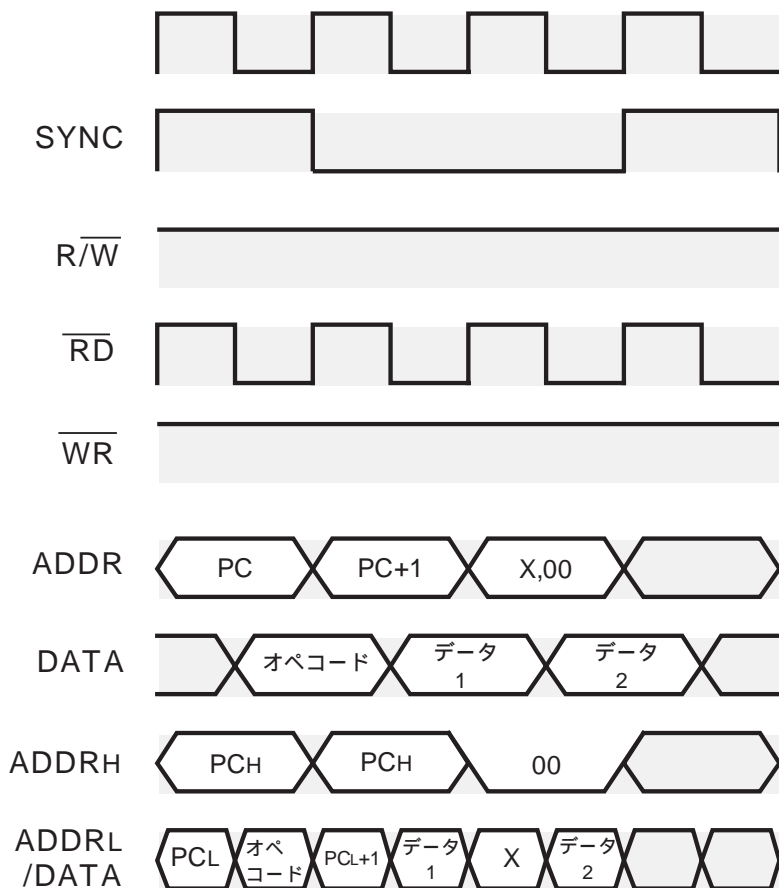 SYNC
R/W
RD
WR
ADDR PC PC+1 X,00
DATA オペコード データ 1 データ 2
ADDRH PCH PCH 00
ADDRL /DATA PCL オペ コード PCL+1 データ 1 X データ 2